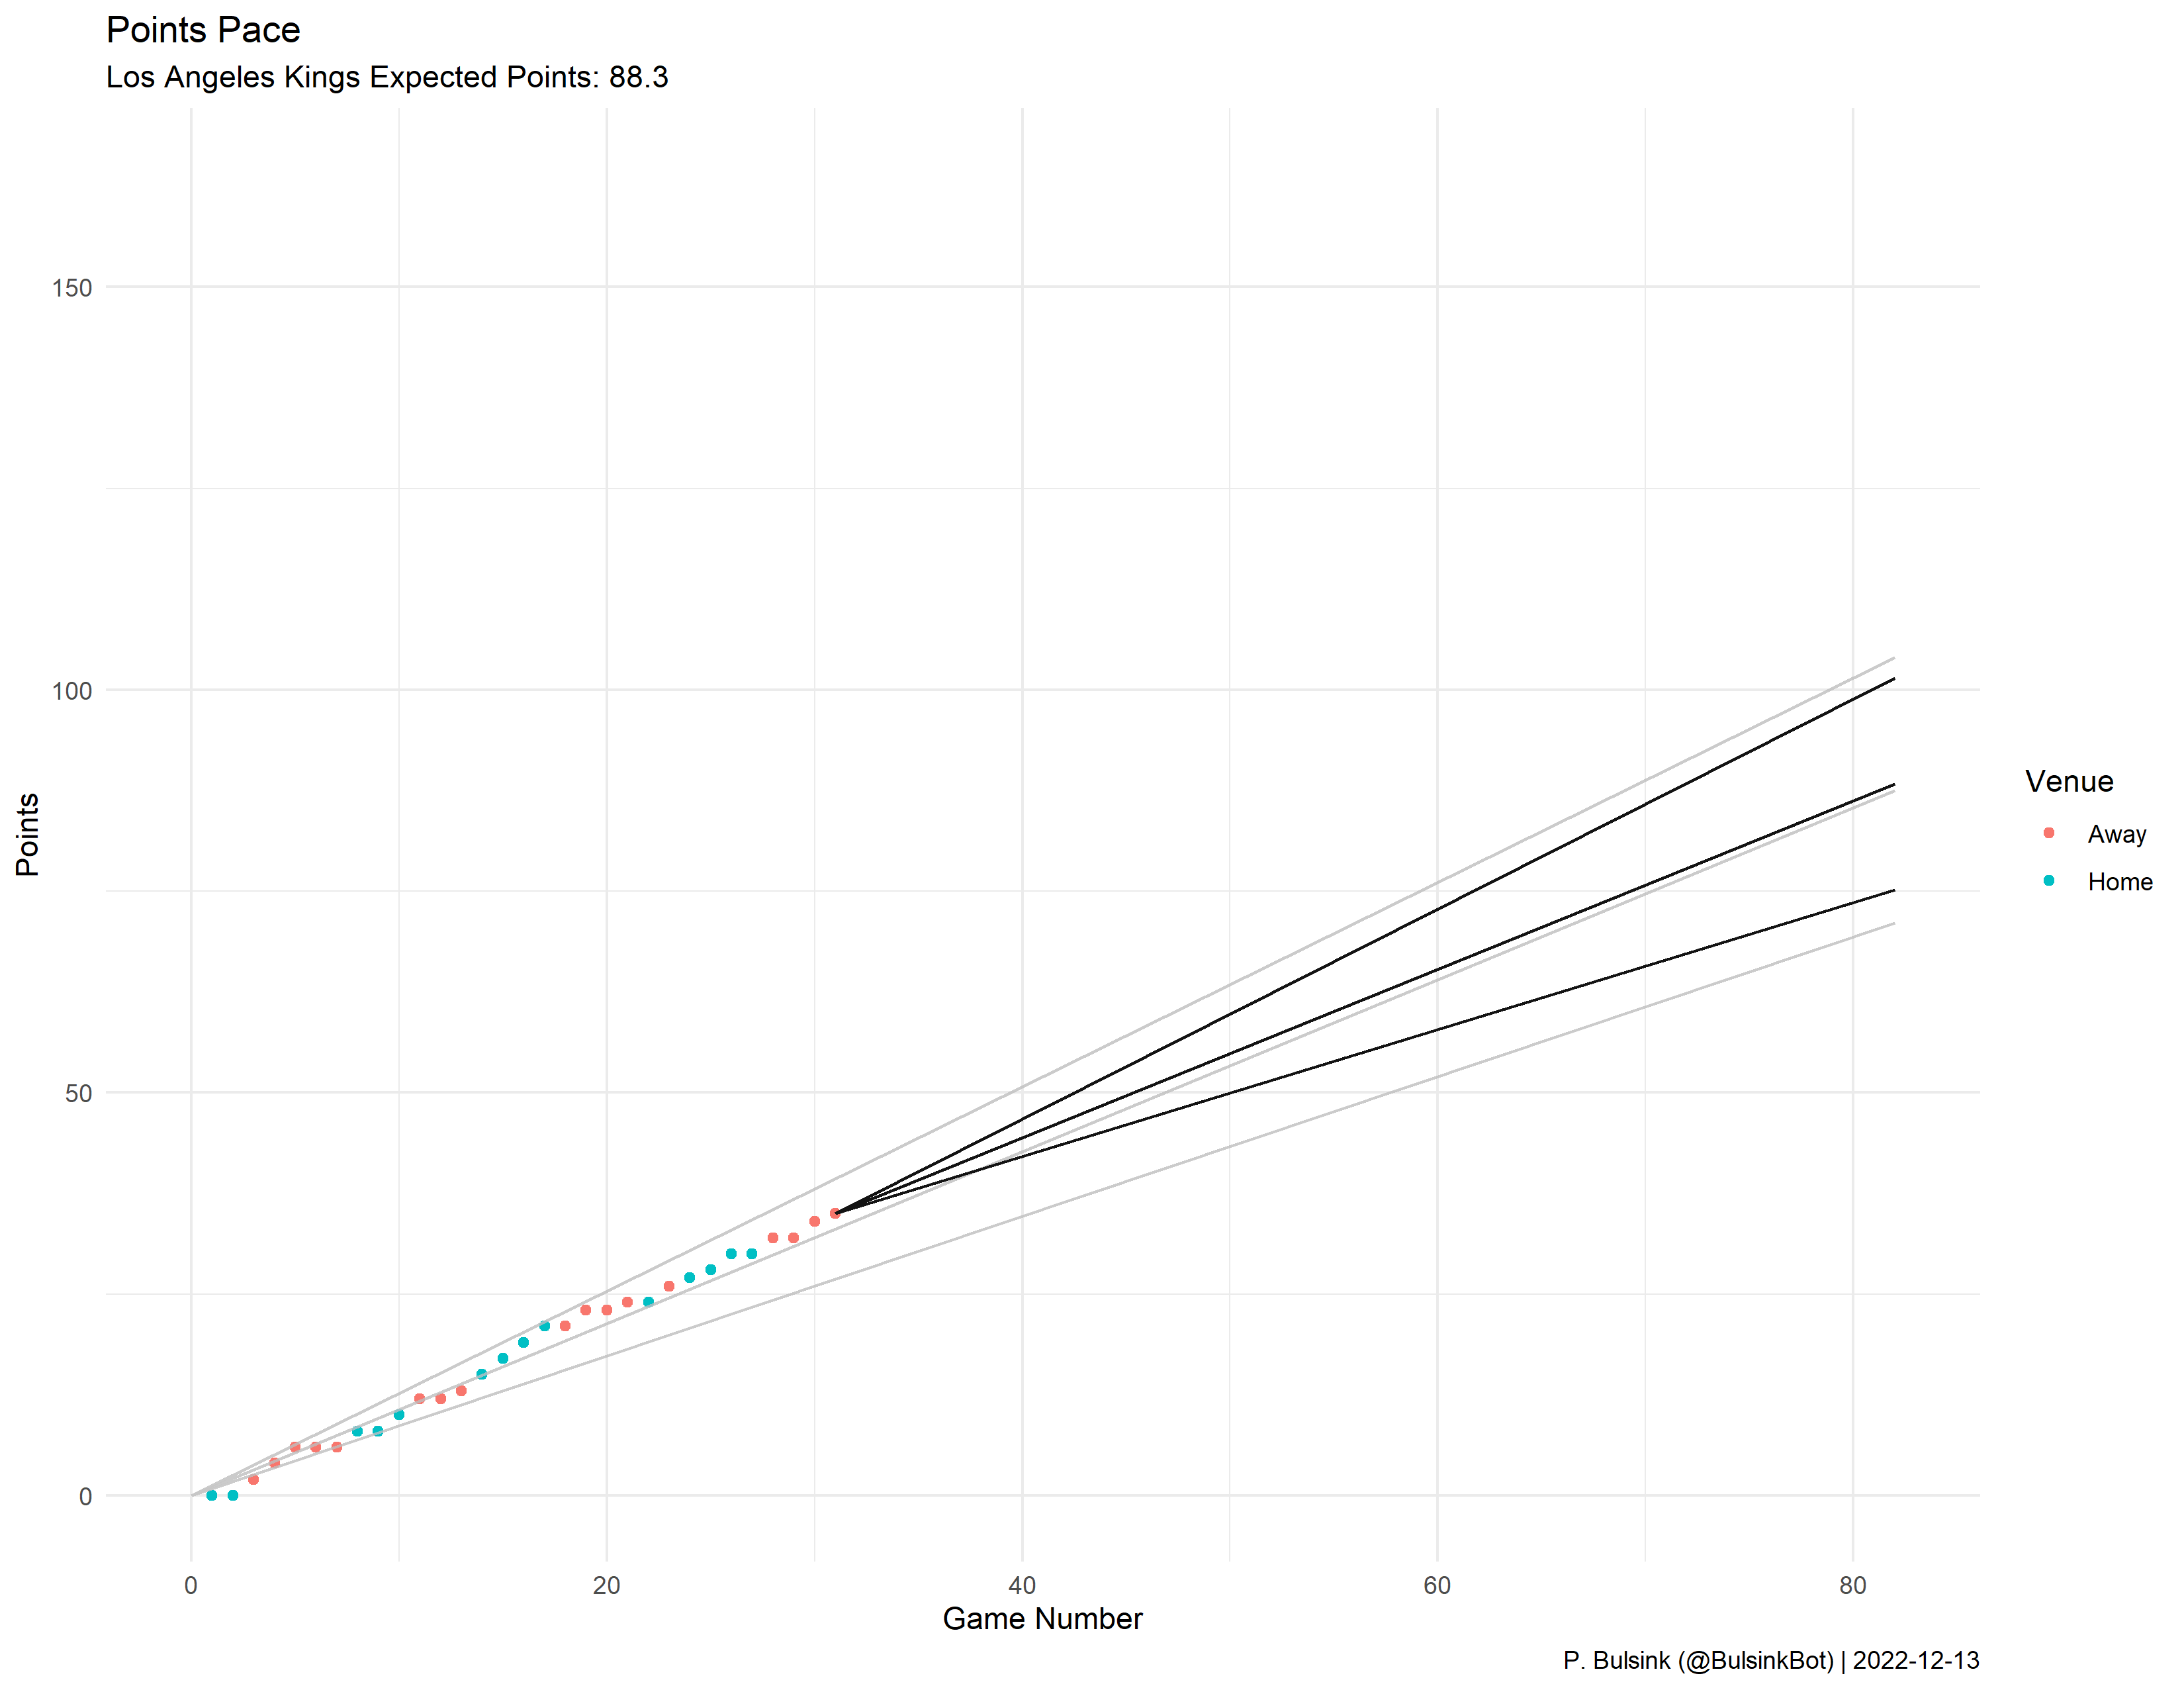 Points Pace
Los Angeles Kings Expected Points: 88.3
Points
150
100
50
0
0 20 40 60 80
Game Number
Venue
Away
Home
P. Bulsink (@BulsinkBot) | 2022-12-13